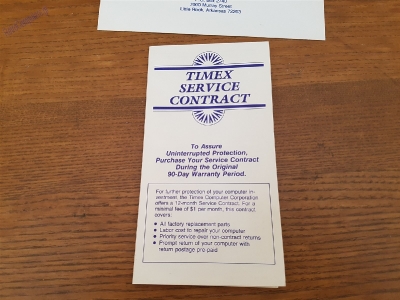 2800 Murray Street
Little Rock, Arkansas 72203
TIMEX
SERVICE
CONTRACT
To Assure
Uninterrupted Protection,
Purchase Your Service Contract
During the Original
90-Day Warranty Period.
For further protection of your computer in-
vestment, the Timex Computer Corporation
offers a 12-month Service Contract. For a
minimal fee of $1 per month, this contract
covers:
• All factory replacement parts
• Labor cost to repair your computer
• Priority service over non-contract returns
• Prompt return of your computer with
return postage pre-paid